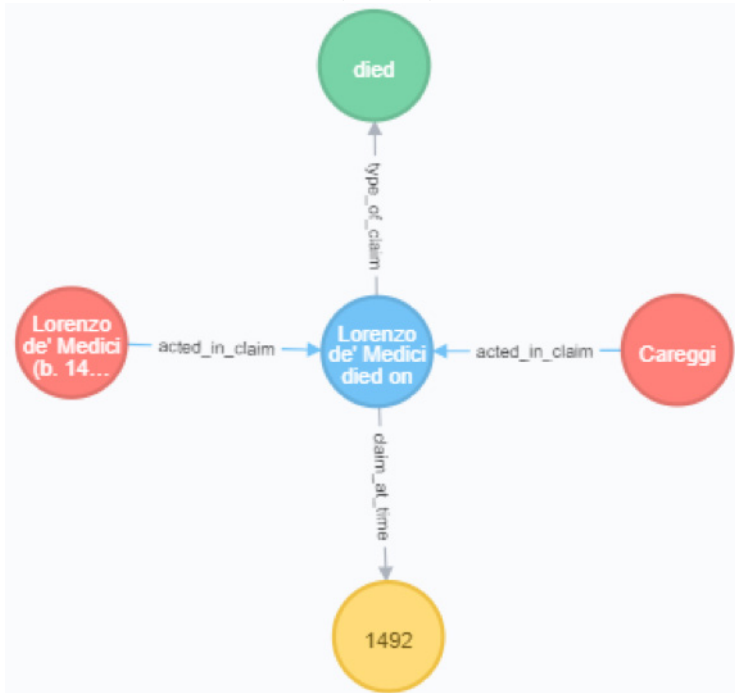 died
type_of_claim
Lorenzo
de' Medici
(b. 14...
acted_in_claim
Lorenzo
de' Medici
died on
acted_in_claim
Careggi
claim_at_time
1492